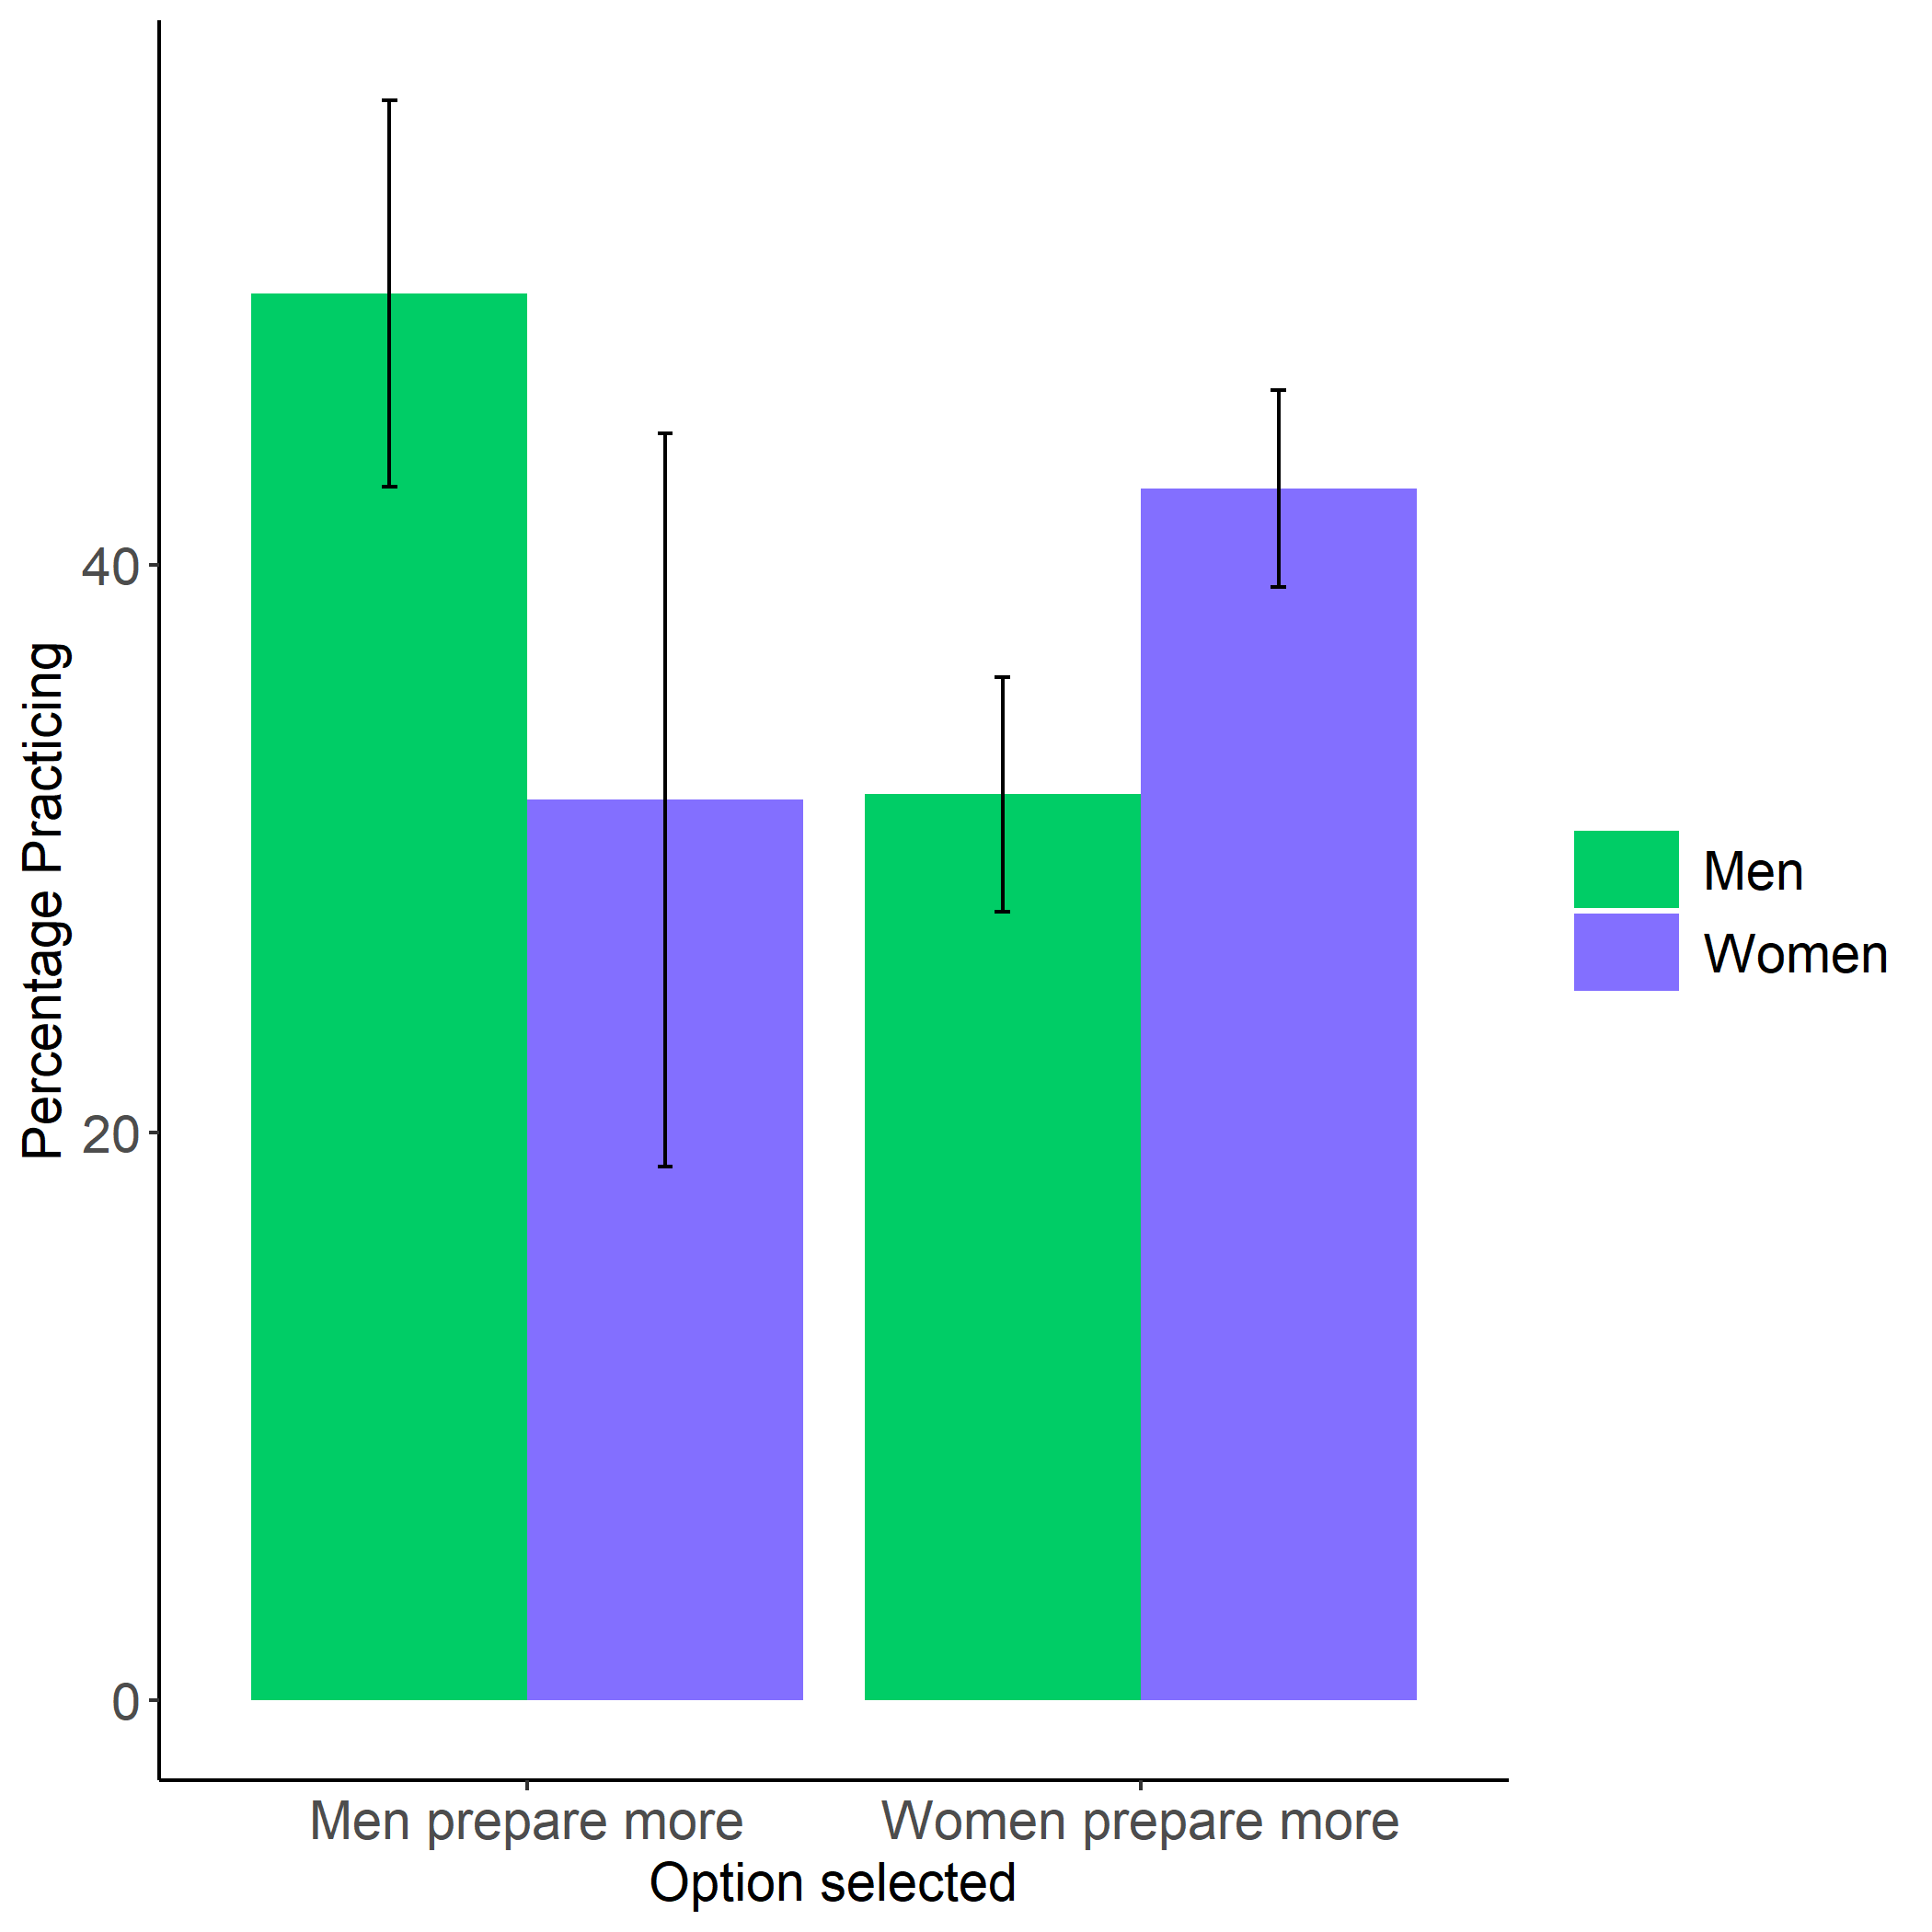 Percentage Practicing
40
20
0
Men prepare more
Women prepare more
Option selected
Men
Women